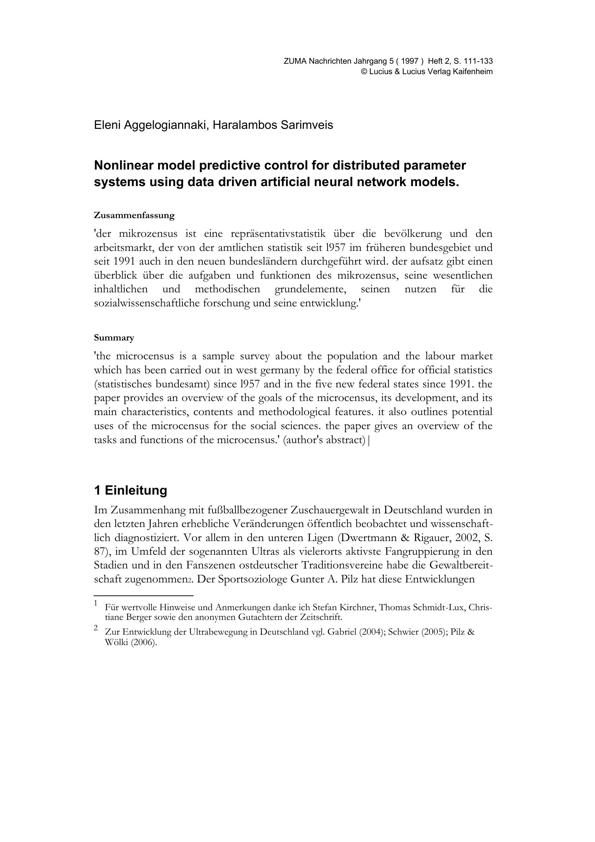 ZUMA Nachrichten Jahrgang 5 ( 1997 ) Heft 2, S. 111-133
© Lucius & Lucius Verlag Kaifenheim
Eleni Aggelogiannaki, Haralambos Sarimveis
Nonlinear model predictive control for distributed parameter
systems using data driven artificial neural network models.
Zusammenfassung
'der mikrozensus ist eine repräsentativstatistik über die bevölkerung und den
arbeitsmarkt, der von der amtlichen statistik seit l957 im früheren bundesgebiet und
seit 1991 auch in den neuen bundesländern durchgeführt wird. der aufsatz gibt einen
überblick über die aufgaben und funktionen des mikrozensus, seine wesentlichen
inhaltlichen und methodischen grundelemente, seinen nutzen für die
sozialwissenschaftliche forschung und seine entwicklung.'
Summary
'the microcensus is a sample survey about the population and the labour market
which has been carried out in west germany by the federal office for official statistics
(statistisches bundesamt) since l957 and in the five new federal states since 1991. the
paper provides an overview of the goals of the microcensus, its development, and its
main characteristics, contents and methodological features. it also outlines potential
uses of the microcensus for the social sciences. the paper gives an overview of the
tasks and functions of the microcensus.' (author's abstract)|
1 Einleitung
Im Zusammenhang mit fußballbezogener Zuschauergewalt in Deutschland wurden in
den letzten Jahren erhebliche Veränderungen öffentlich beobachtet und wissenschaft-
lich diagnostiziert. Vor allem in den unteren Ligen (Dwertmann & Rigauer, 2002, S.
87), im Umfeld der sogenannten Ultras als vielerorts aktivste Fangruppierung in den
Stadien und in den Fanszenen ostdeutscher Traditionsvereine habe die Gewaltbereit-
schaft zugenommen2. Der Sportsoziologe Gunter A. Pilz hat diese Entwicklungen
1 Für wertvolle Hinweise und Anmerkungen danke ich Stefan Kirchner, Thomas Schmidt-Lux, Chris-
tiane Berger sowie den anonymen Gutachtern der Zeitschrift.
2 Zur Entwicklung der Ultrabewegung in Deutschland vgl. Gabriel (2004); Schwier (2005); Pilz &
Wölki (2006).